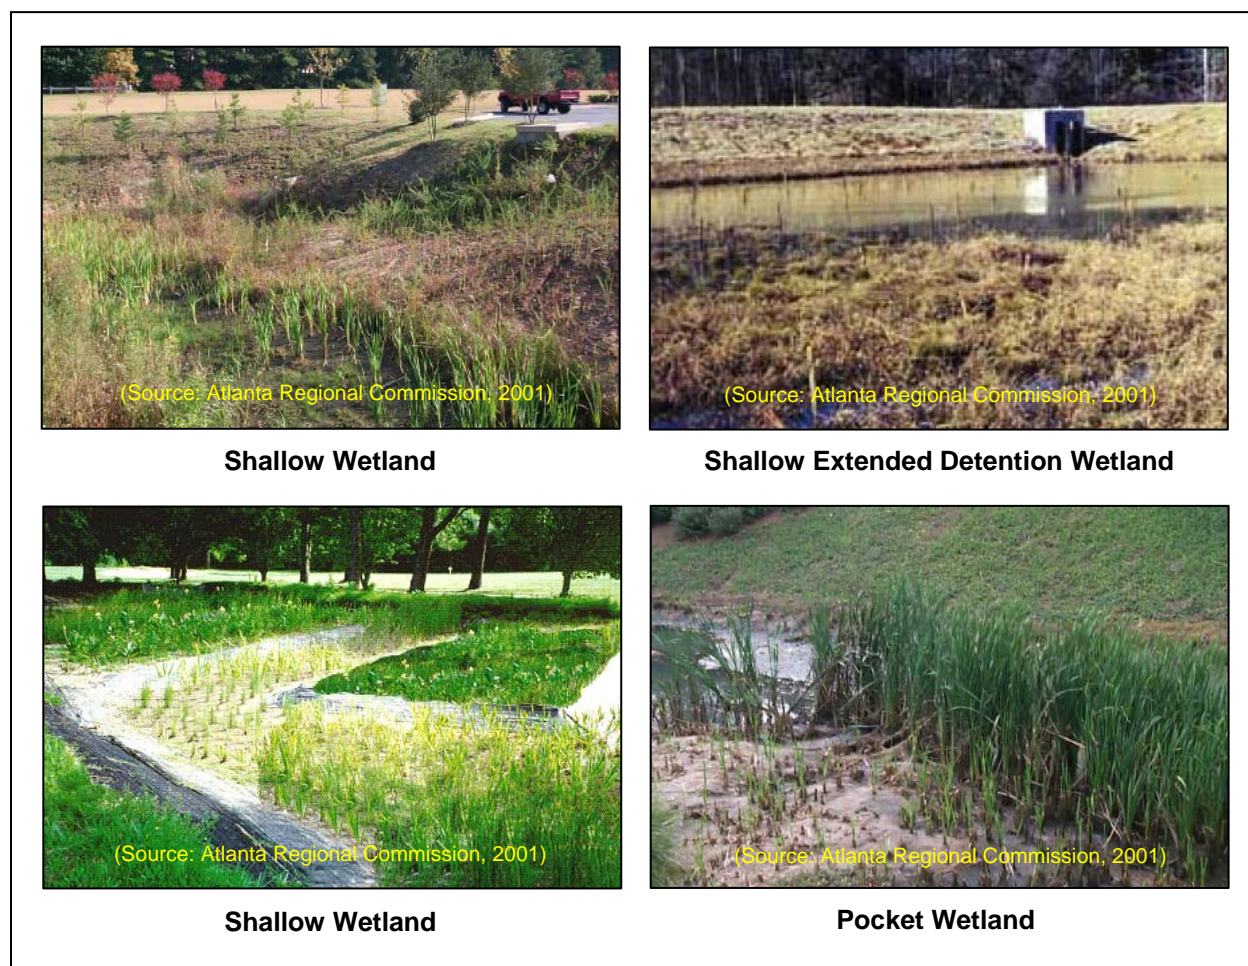 (Source: Atlanta Regional Commission, 2001)
(Source: Atlanta Regional Commission, 2001)
Shallow Wetland
Shallow Extended Detention Wetland
(Source: Atlanta Regional Commission, 2001)
(Source: Atlanta Regional Commission, 2001)
Shallow Wetland
Pocket Wetland